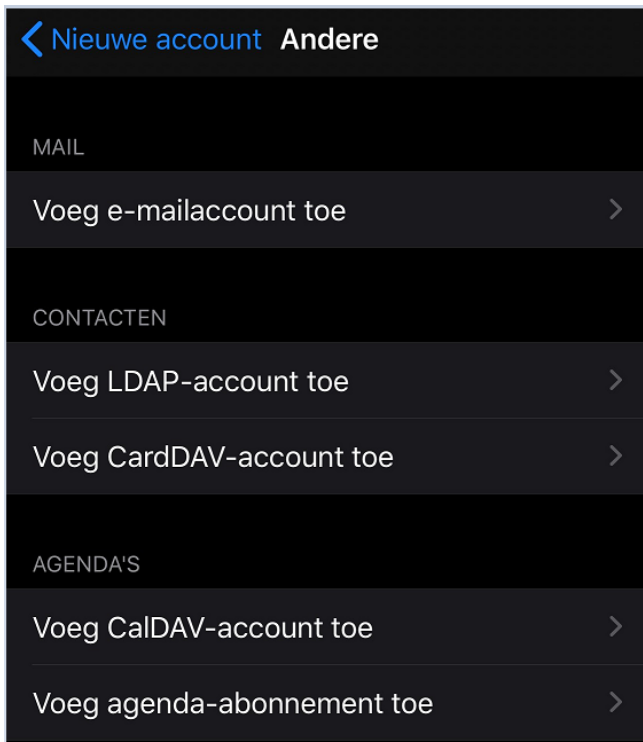 Nieuwe account Andere
MAIL
Voeg e-mailaccount toe
CONTACTEN
Voeg LDAP-account toe
Voeg CardDAV-account toe
AGENDA'S
Voeg CalDAV-account toe
Voeg agenda-abonnement toe